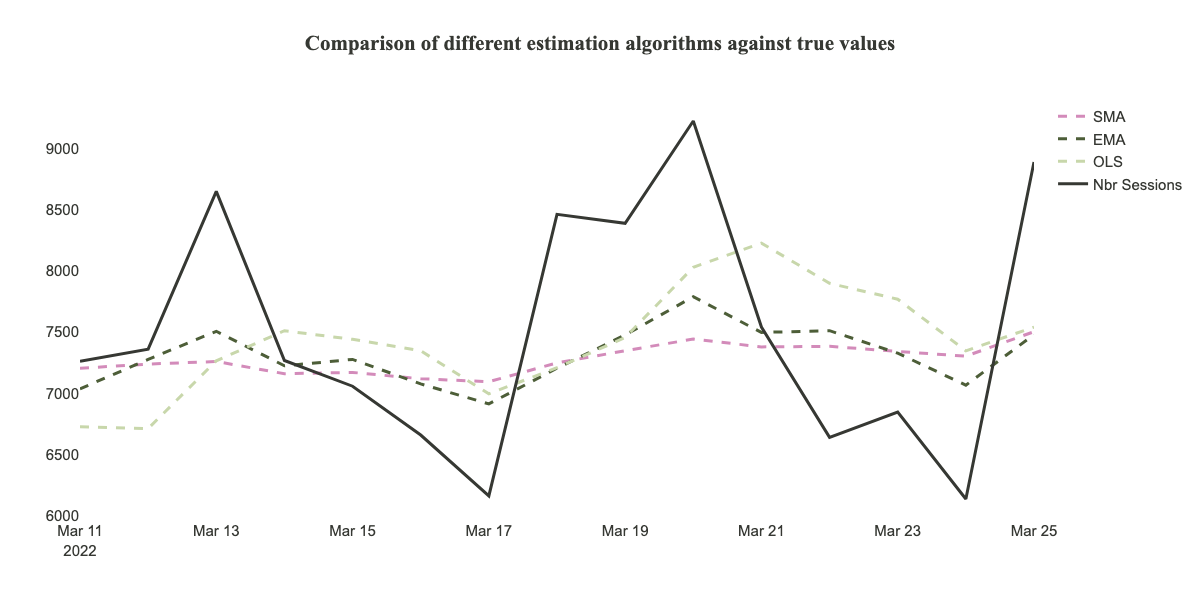 Comparison of different estimation algorithms against true values
SMA
EMA
OLS
Nbr Sessions
9000
8500
8000
7500
7000
6500
6000
Mar 11 Mar 13 Mar 15 Mar 17 Mar 19 Mar 21 Mar 23 Mar 25
2022